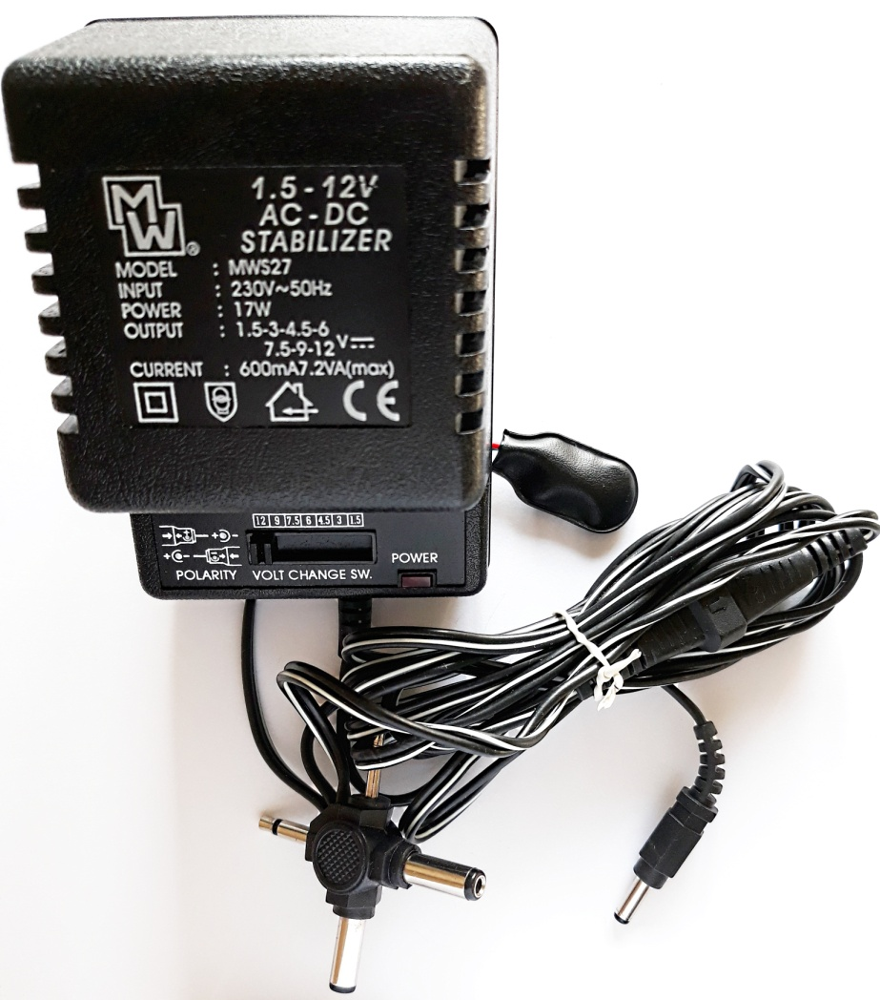 MW®
1.5 - 12V
AC - DC
STABILIZER
MODEL : MWS27
INPUT : 230V~50Hz
POWER : 17W
OUTPUT : 1.5-3-4.5-6
7.5-9-12 V⎓
CURRENT : 600mA7.2VA(max)
CE
12 9 7.5 6 4.5 3 1.5
POLARITY VOLT CHANGE SW. POWER